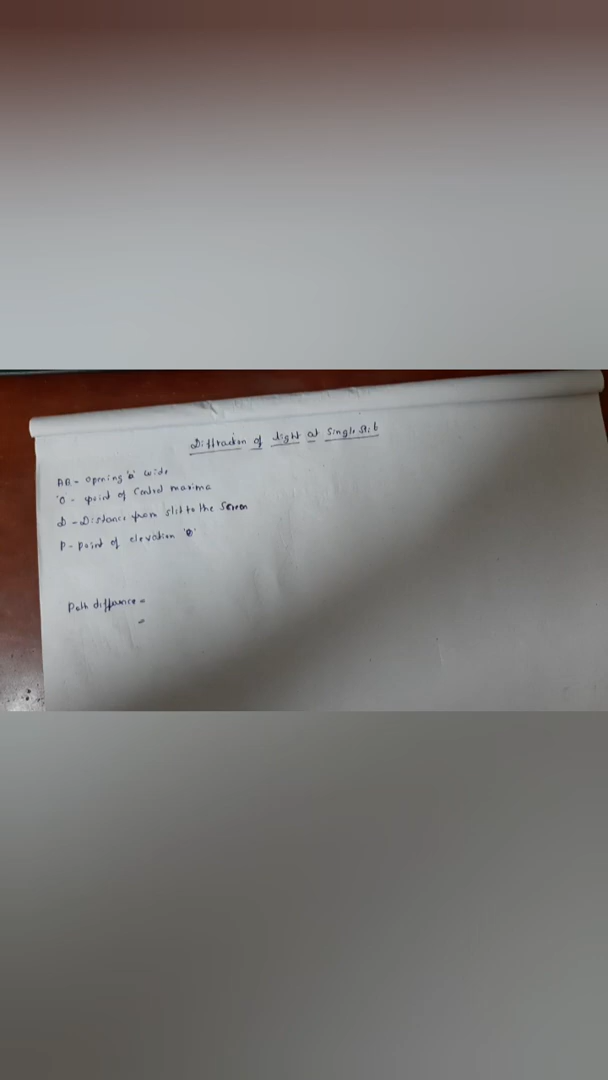 Diffraction of light at single slit
AB - opening 'a' wide
'O' - point of Central maxima
D - Distance from slit to the Screen
P - Point of elevation 'θ'
Path difference =
=